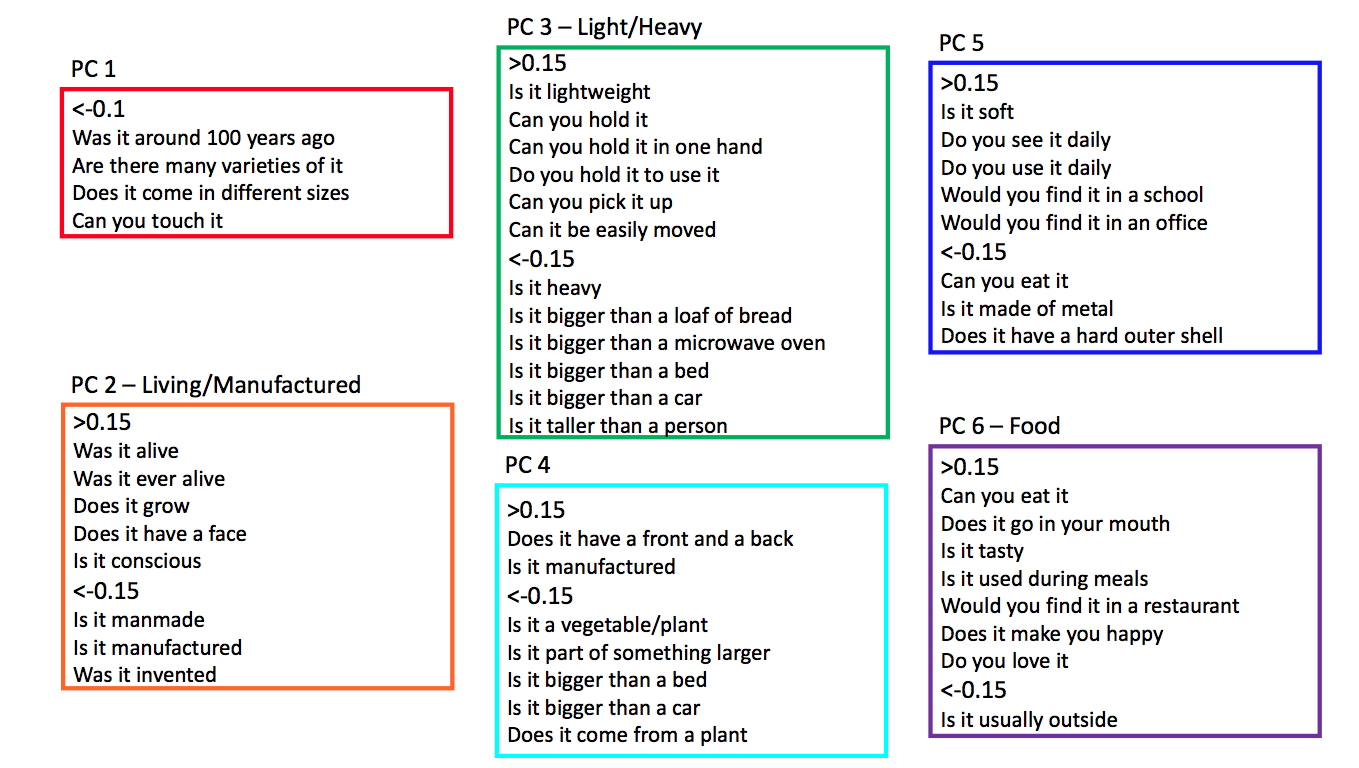 PC 1
<-0.1
Was it around 100 years ago
Are there many varieties of it
Does it come in different sizes
Can you touch it
PC 2 – Living/Manufactured
>0.15
Was it alive
Was it ever alive
Does it grow
Does it have a face
Is it conscious
<-0.15
Is it manmade
Is it manufactured
Was it invented
PC 3 – Light/Heavy
>0.15
Is it lightweight
Can you hold it
Can you hold it in one hand
Do you hold it to use it
Can you pick it up
Can it be easily moved
<-0.15
Is it heavy
Is it bigger than a loaf of bread
Is it bigger than a microwave oven
Is it bigger than a bed
Is it bigger than a car
Is it taller than a person
PC 4
>0.15
Does it have a front and a back
Is it manufactured
<-0.15
Is it a vegetable/plant
Is it part of something larger
Is it bigger than a bed
Is it bigger than a car
Does it come from a plant
PC 5
>0.15
Is it soft
Do you see it daily
Do you use it daily
Would you find it in a school
Would you find it in an office
<-0.15
Can you eat it
Is it made of metal
Does it have a hard outer shell
PC 6 – Food
>0.15
Can you eat it
Does it go in your mouth
Is it tasty
Is it used during meals
Would you find it in a restaurant
Does it make you happy
Do you love it
<-0.15
Is it usually outside